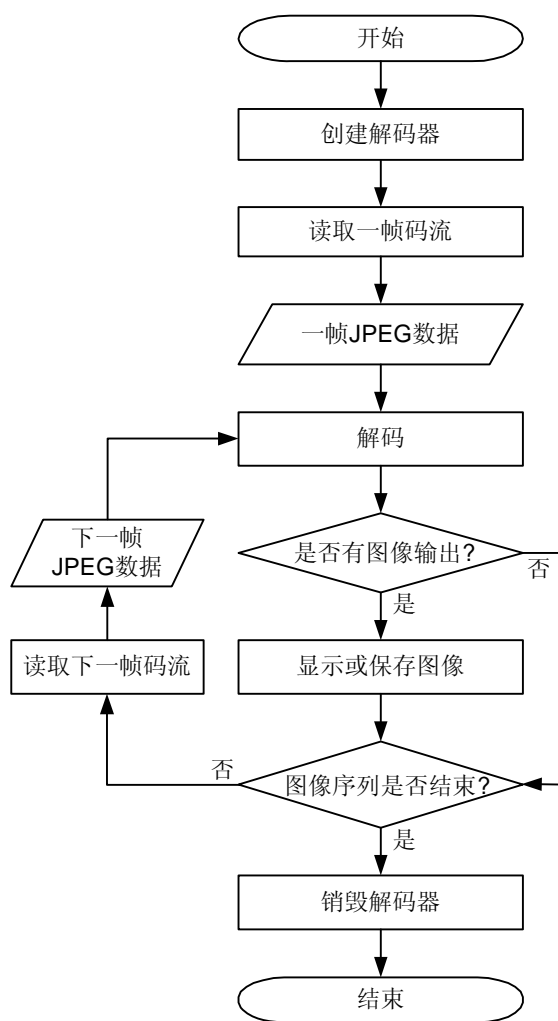 开始
创建解码器
读取一帧码流
一帧JPEG数据
解码
下一帧
JPEG数据
是否有图像输出?
否
是
读取下一帧码流
显示或保存图像
否
图像序列是否结束?
是
销毁解码器
结束